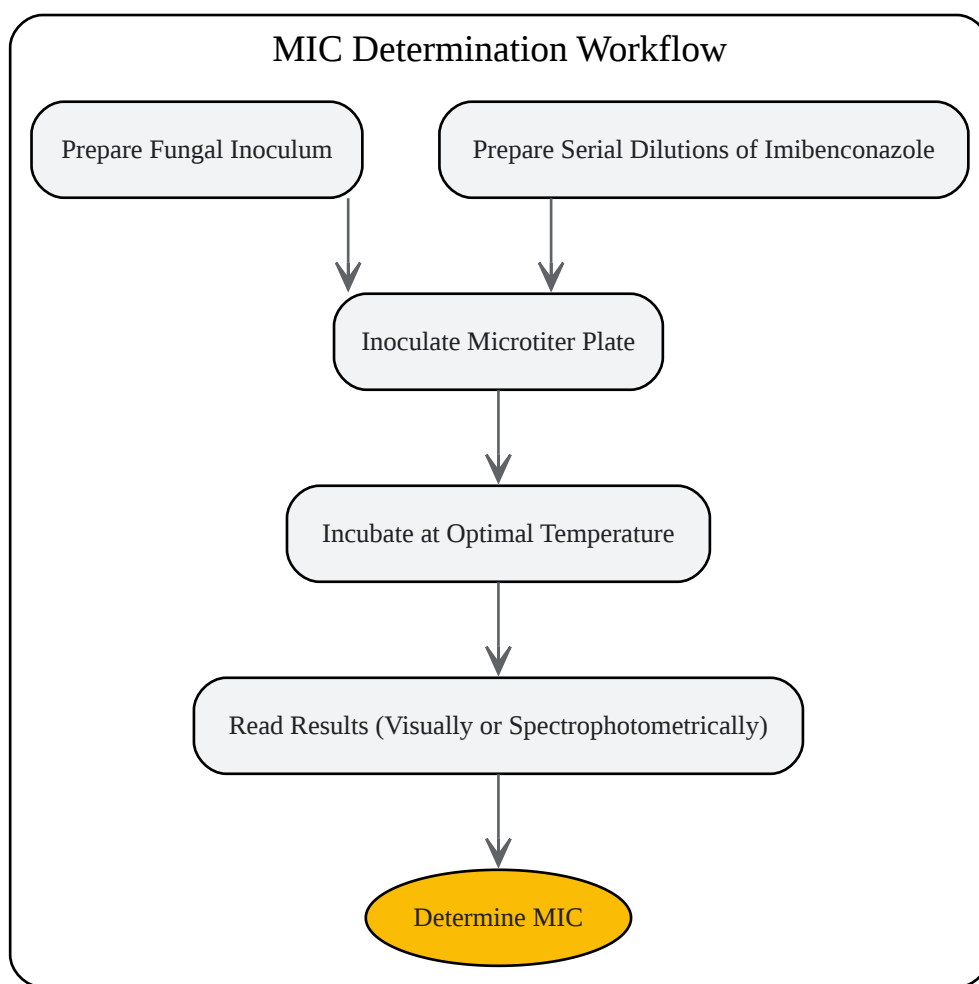 MIC Determination Workflow
Prepare Fungal Inoculum
Prepare Serial Dilutions of Imibenconazole
Inoculate Microtiter Plate
Incubate at Optimal Temperature
Read Results (Visually or Spectrophotometrically)
Determine MIC